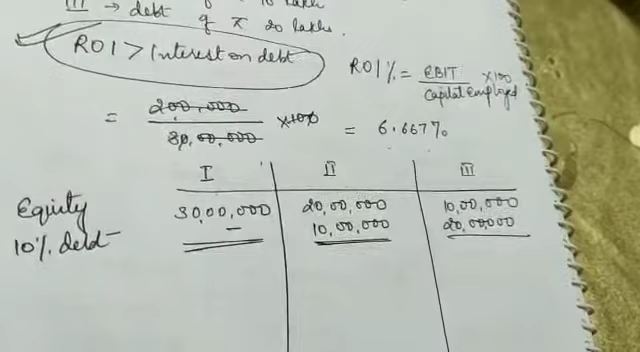 III → debt of ₹ 20 lakhs.
ROI > Interest on debt
ROI % = EBIT / Capital Employed × 100
= 200,000 / 30,00,000 × 100 = 6.667%
I II III
Equity 30,00,000 20,00,000 10,00,000
10% debt – 10,00,000 20,00,000